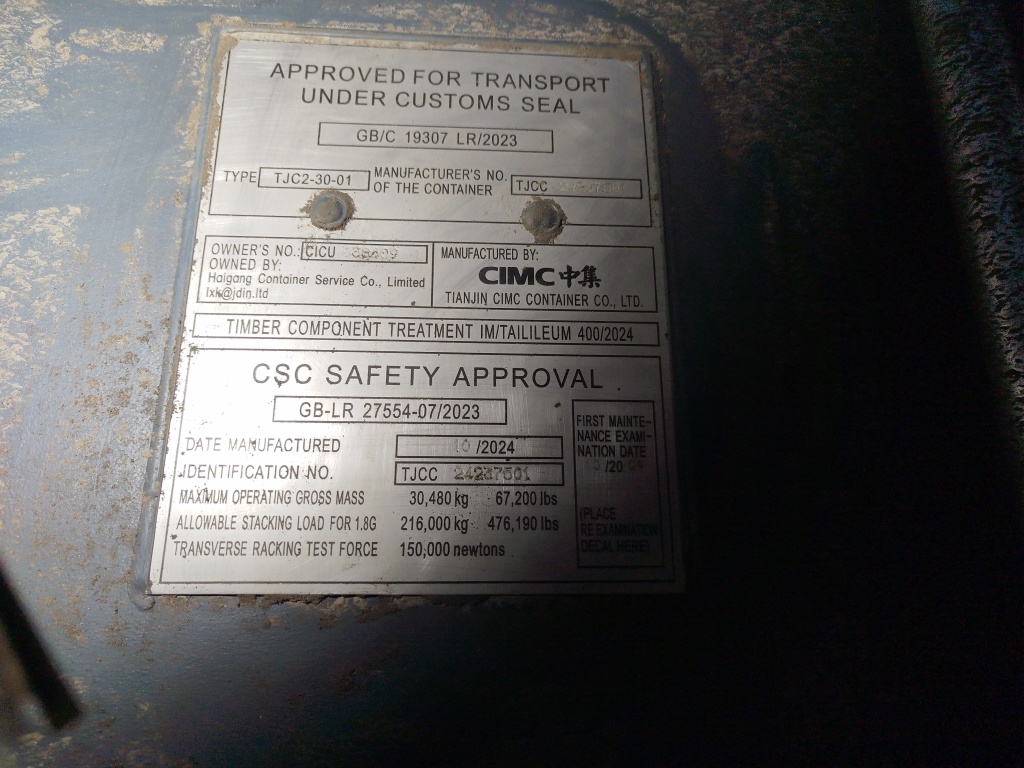 APPROVED FOR TRANSPORT
UNDER CUSTOMS SEAL
GB/C 19307 LR/2023
TYPE TJC2-30-01
MANUFACTURER'S NO.
OF THE CONTAINER
TJCC
OWNER'S NO.: CICU
OWNED BY:
Haigang Container Service Co., Limited
lxk@jdin.ltd
MANUFACTURED BY:
CIMC 中集
TIANJIN CIMC CONTAINER CO., LTD.
TIMBER COMPONENT TREATMENT IM/TAILILEUM 400/2024
CSC SAFETY APPROVAL
GB-LR 27554-07/2023
DATE MANUFACTURED 10 /2024
IDENTIFICATION NO. TJCC
MAXIMUM OPERATING GROSS MASS 30,480 kg 67,200 lbs
ALLOWABLE STACKING LOAD FOR 1.8G 216,000 kg 476,190 lbs
TRANSVERSE RACKING TEST FORCE 150,000 newtons
FIRST MAINTE-
NANCE EXAMI-
NATION DATE
/20
(PLACE
RE EXAMINATION
DECAL HERE)